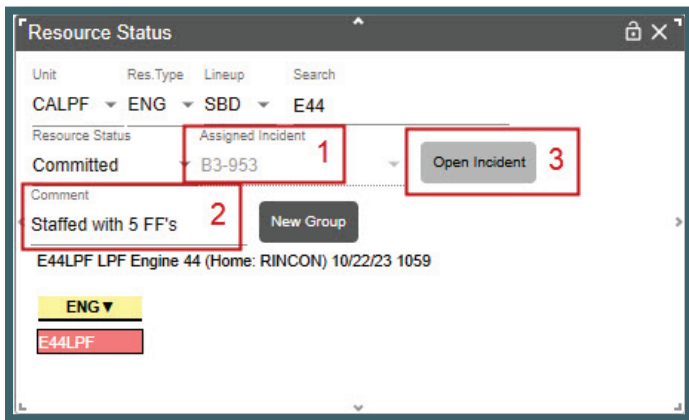 Resource Status
Unit Res.Type Lineup Search
CALPF ENG SBD E44
Resource Status Assigned Incident 1
Committed B3-953 Open Incident 3
Comment
Staffed with 5 FF's 2 New Group
E44LPF LPF Engine 44 (Home: RINCON) 10/22/23 1059
ENG▼
E44LPF